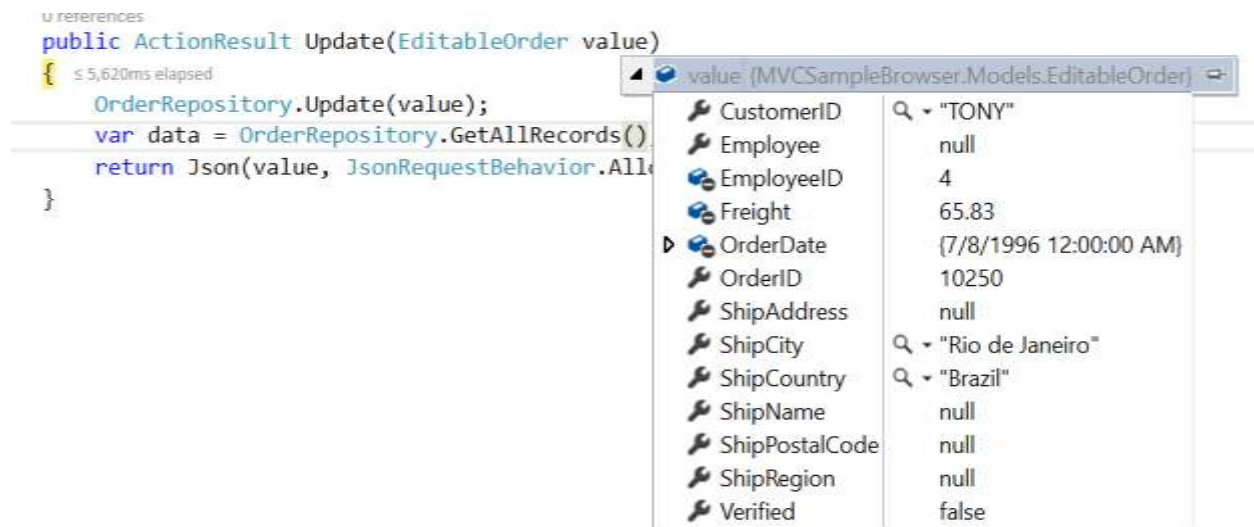 0 references
public ActionResult Update(EditableOrder value)
{ ≤ 5,620ms elapsed
value {MVCSampleBrowser.Models.EditableOrder}
OrderRepository.Update(value);
var data = OrderRepository.GetAllRecords()
return Json(value, JsonRequestBehavior.All
}
CustomerID "TONY"
Employee null
EmployeeID 4
Freight 65.83
OrderDate {7/8/1996 12:00:00 AM}
OrderID 10250
ShipAddress null
ShipCity "Rio de Janeiro"
ShipCountry "Brazil"
ShipName null
ShipPostalCode null
ShipRegion null
Verified false